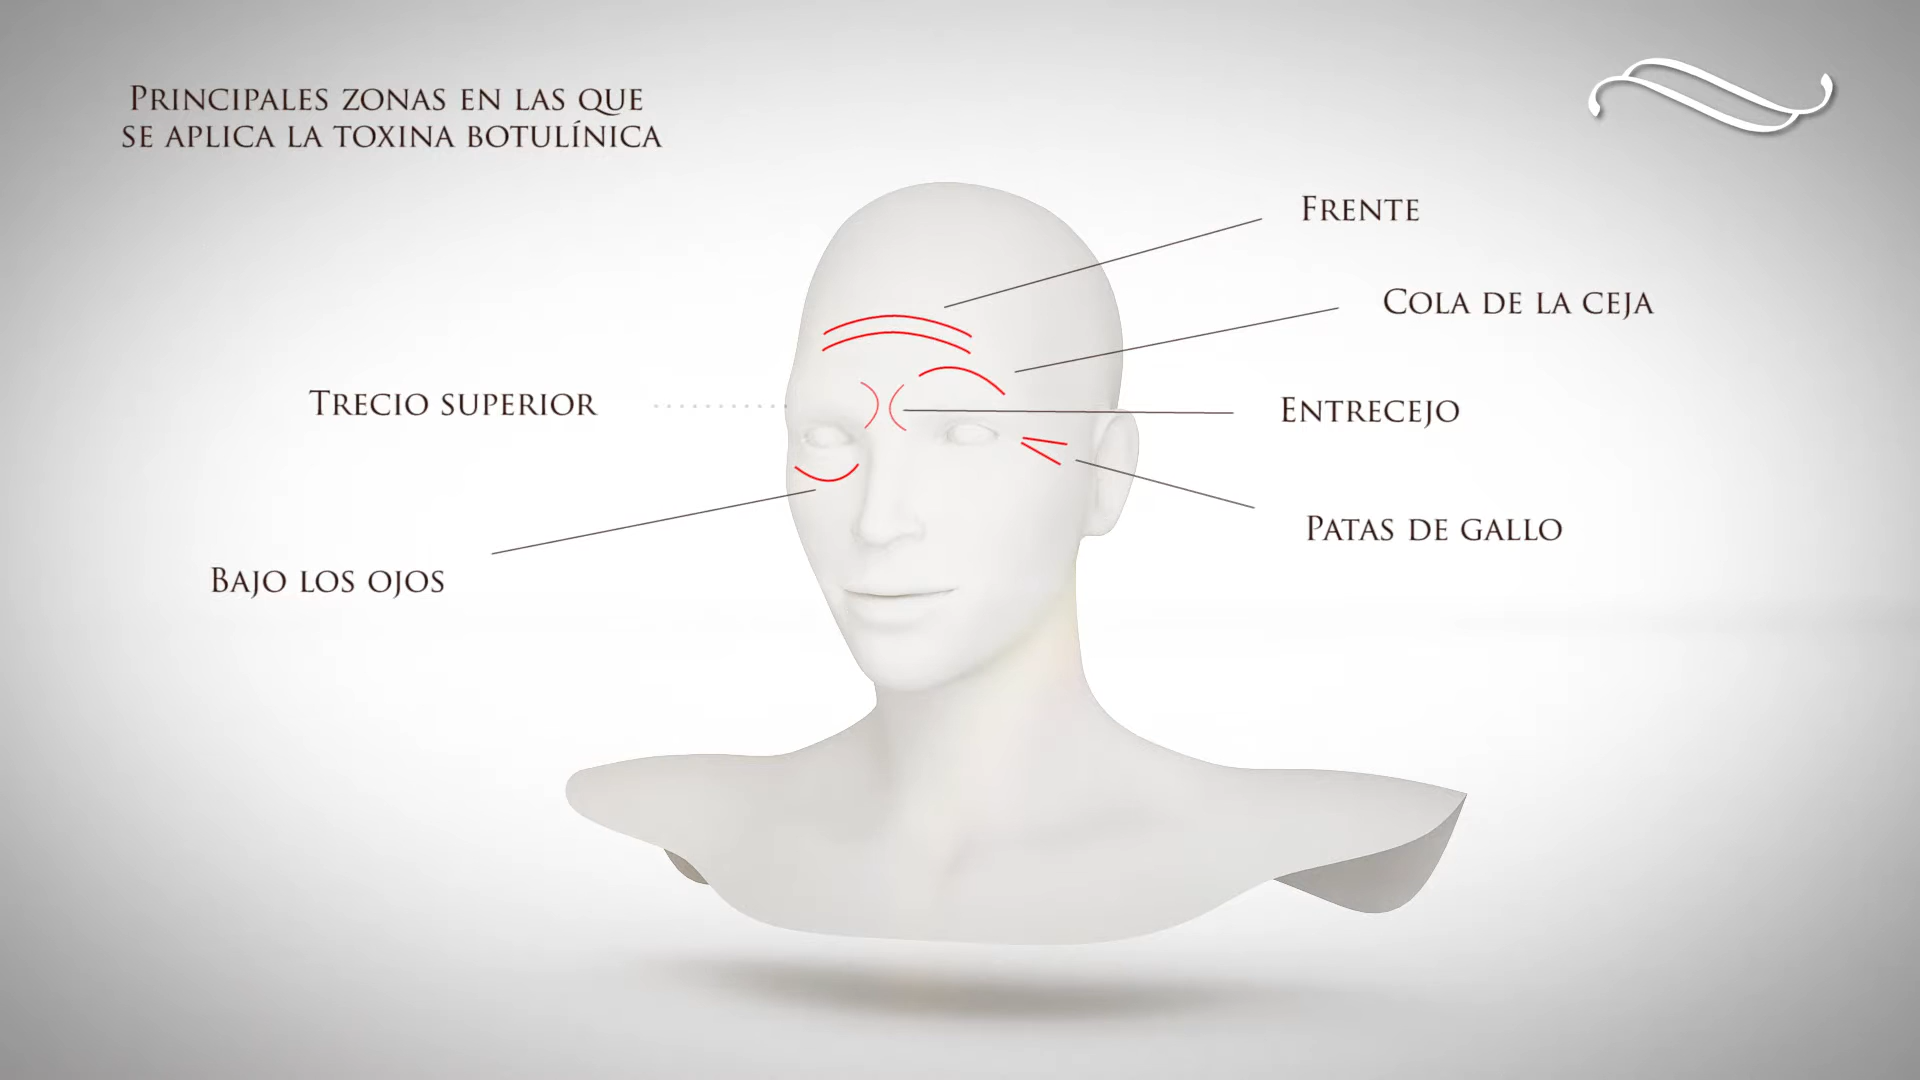 Principales zonas en las que
se aplica la toxina botulínica
Frente
Cola de la ceja
Trecio superior
Entrecejo
Patas de gallo
Bajo los ojos